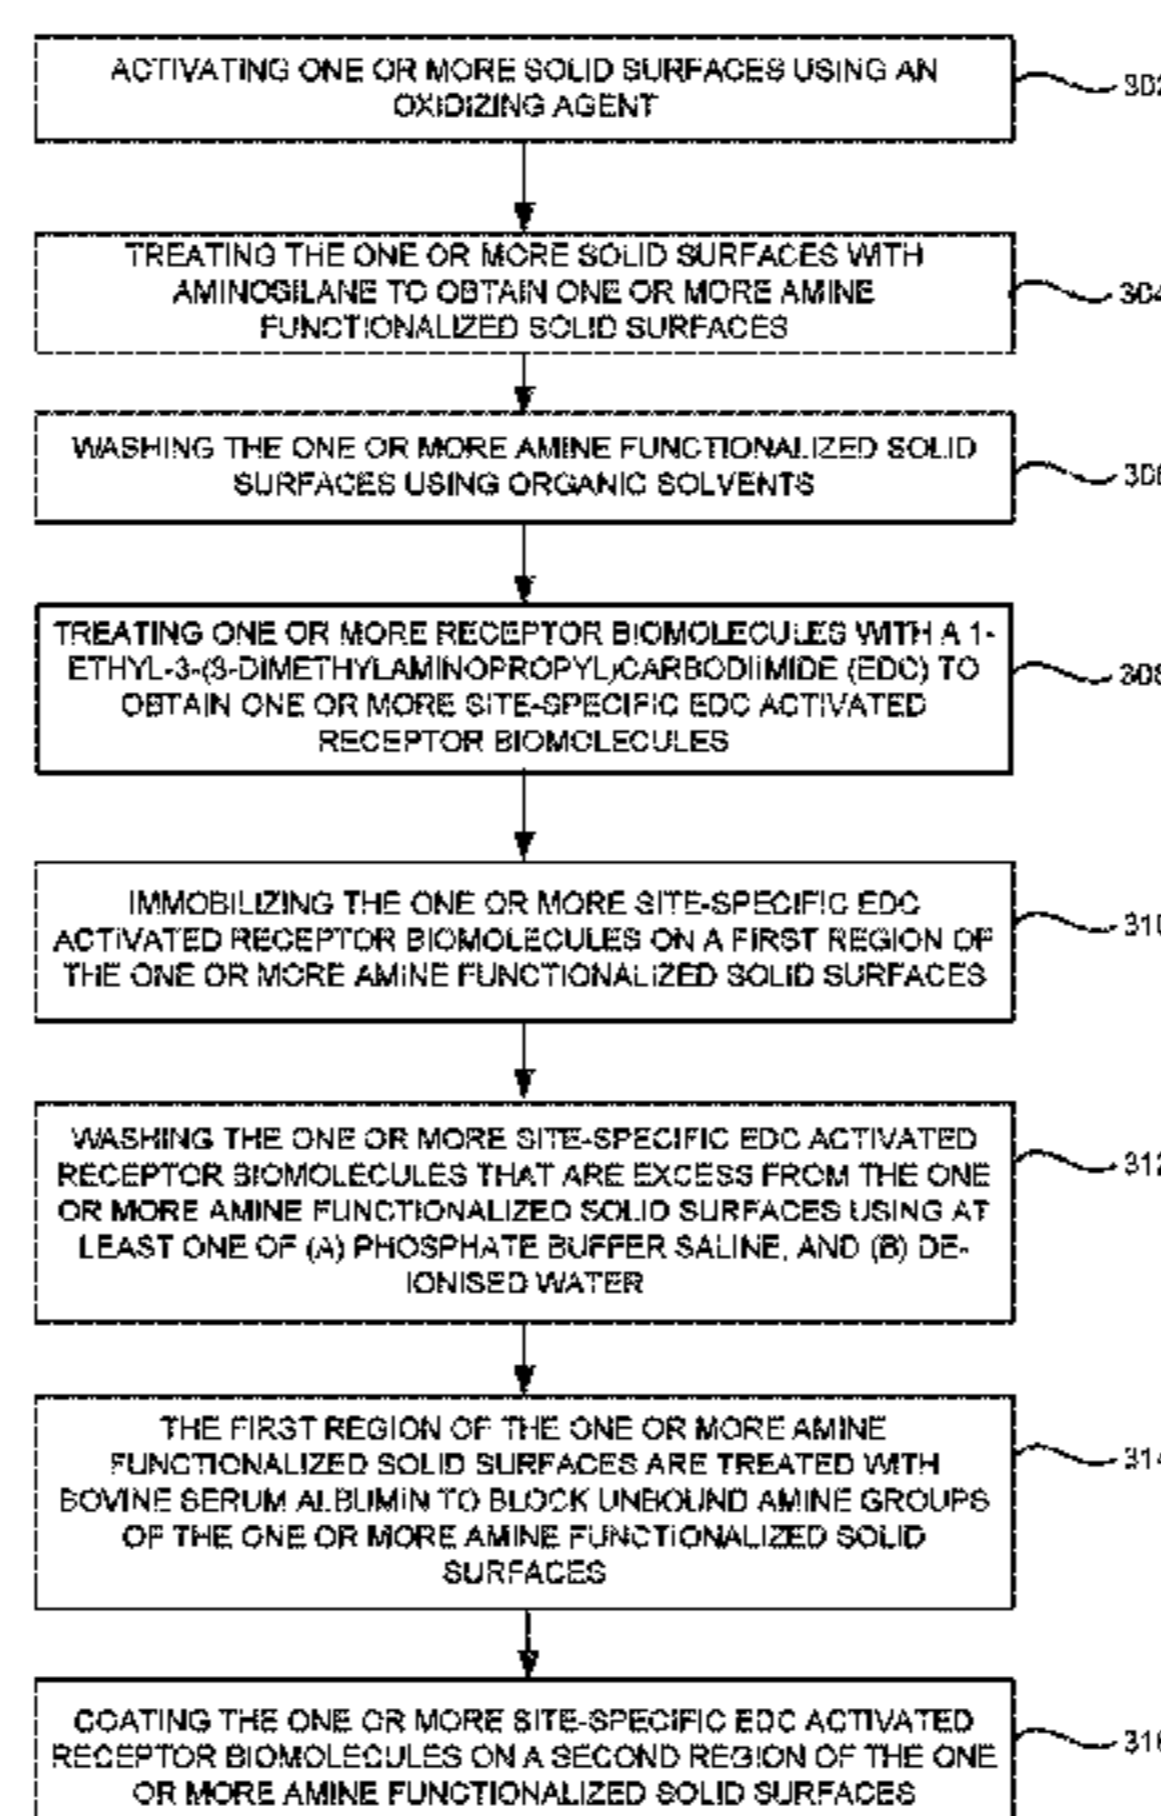 ACTIVATING ONE OR MORE SOLID SURFACES USING AN
OXIDIZING AGENT
302
TREATING THE ONE OR MORE SOLID SURFACES WITH
AMINOSILANE TO OBTAIN ONE OR MORE AMINE
FUNCTIONALIZED SOLID SURFACES
304
WASHING THE ONE OR MORE AMINE FUNCTIONALIZED SOLID
SURFACES USING ORGANIC SOLVENTS
306
TREATING ONE OR MORE RECEPTOR BIOMOLECULES WITH A 1-
ETHYL-3-(3-DIMETHYLAMINOPROPYL)CARBODIIMIDE (EDC) TO
OBTAIN ONE OR MORE SITE-SPECIFIC EDC ACTIVATED
RECEPTOR BIOMOLECULES
308
IMMOBILIZING THE ONE OR MORE SITE-SPECIFIC EDC
ACTIVATED RECEPTOR BIOMOLECULES ON A FIRST REGION OF
THE ONE OR MORE AMINE FUNCTIONALIZED SOLID SURFACES
310
WASHING THE ONE OR MORE SITE-SPECIFIC EDC ACTIVATED
RECEPTOR BIOMOLECULES THAT ARE EXCESS FROM THE ONE
OR MORE AMINE FUNCTIONALIZED SOLID SURFACES USING AT
LEAST ONE OF (A) PHOSPHATE BUFFER SALINE, AND (B) DE-
IONISED WATER
312
THE FIRST REGION OF THE ONE OR MORE AMINE
FUNCTIONALIZED SOLID SURFACES ARE TREATED WITH
BOVINE SERUM ALBUMIN TO BLOCK UNBOUND AMINE GROUPS
OF THE ONE OR MORE AMINE FUNCTIONALIZED SOLID
SURFACES
314
COATING THE ONE OR MORE SITE-SPECIFIC EDC ACTIVATED
RECEPTOR BIOMOLECULES ON A SECOND REGION OF THE ONE
OR MORE AMINE FUNCTIONALIZED SOLID SURFACES
316